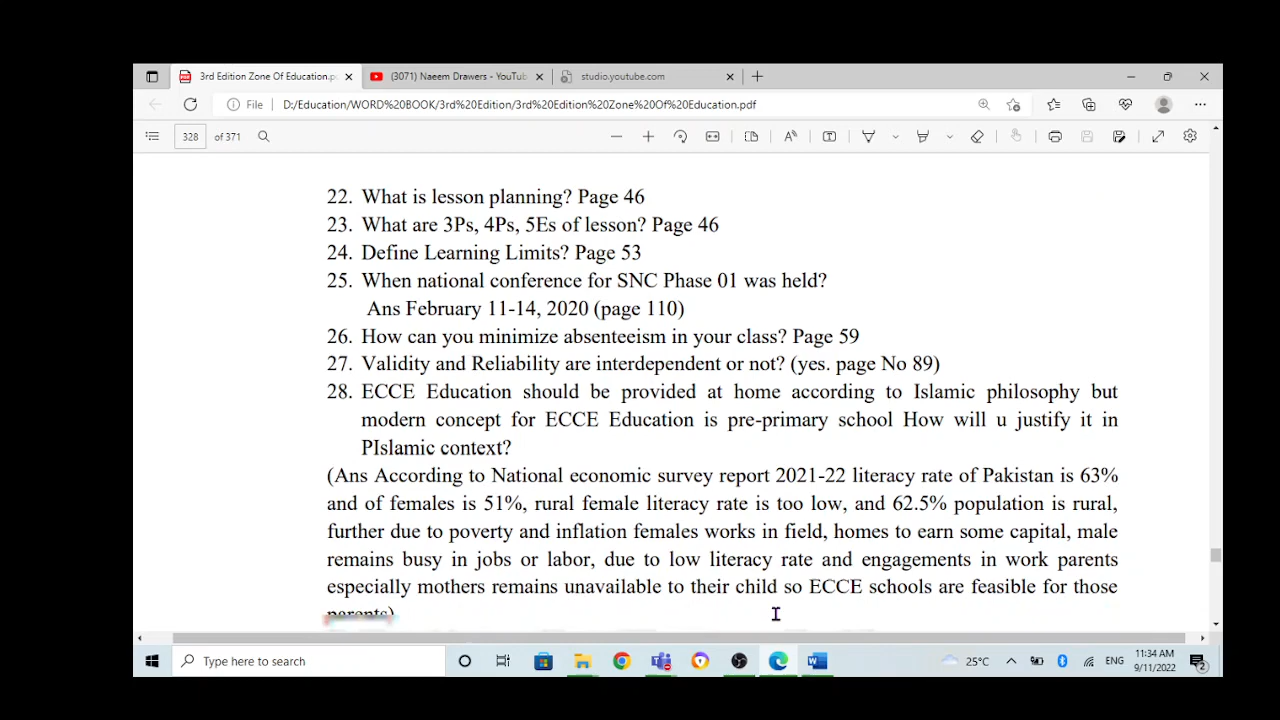 3rd Edition Zone Of Education.p
(3071) Naeem Drawers - YouTub
studio.youtube.com
File D:/Education/WORD%20BOOK/3rd%20Edition/3rd%20Edition%20Zone%20Of%20Education.pdf
328 of 371
22. What is lesson planning? Page 46
23. What are 3Ps, 4Ps, 5Es of lesson? Page 46
24. Define Learning Limits? Page 53
25. When national conference for SNC Phase 01 was held?
Ans February 11-14, 2020 (page 110)
26. How can you minimize absenteeism in your class? Page 59
27. Validity and Reliability are interdependent or not? (yes. page No 89)
28. ECCE Education should be provided at home according to Islamic philosophy but
modern concept for ECCE Education is pre-primary school How will u justify it in
PIslamic context?
(Ans According to National economic survey report 2021-22 literacy rate of Pakistan is 63%
and of females is 51%, rural female literacy rate is too low, and 62.5% population is rural,
further due to poverty and inflation females works in field, homes to earn some capital, male
remains busy in jobs or labor, due to low literacy rate and engagements in work parents
especially mothers remains unavailable to their child so ECCE schools are feasible for those
parents)
Type here to search
25°C ENG 11:34 AM
9/11/2022
2